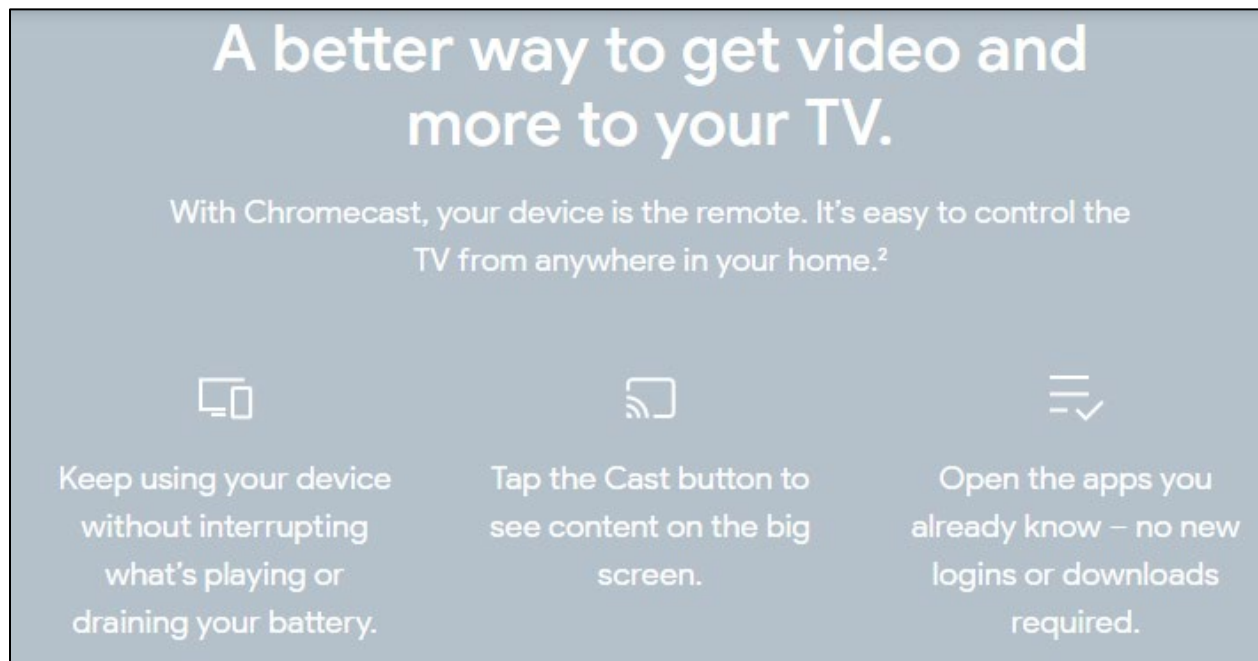 A better way to get video and
more to your TV.
With Chromecast, your device is the remote. It's easy to control the
TV from anywhere in your home.²
Keep using your device
without interrupting
what's playing or
draining your battery.
Tap the Cast button to
see content on the big
screen.
Open the apps you
already know – no new
logins or downloads
required.